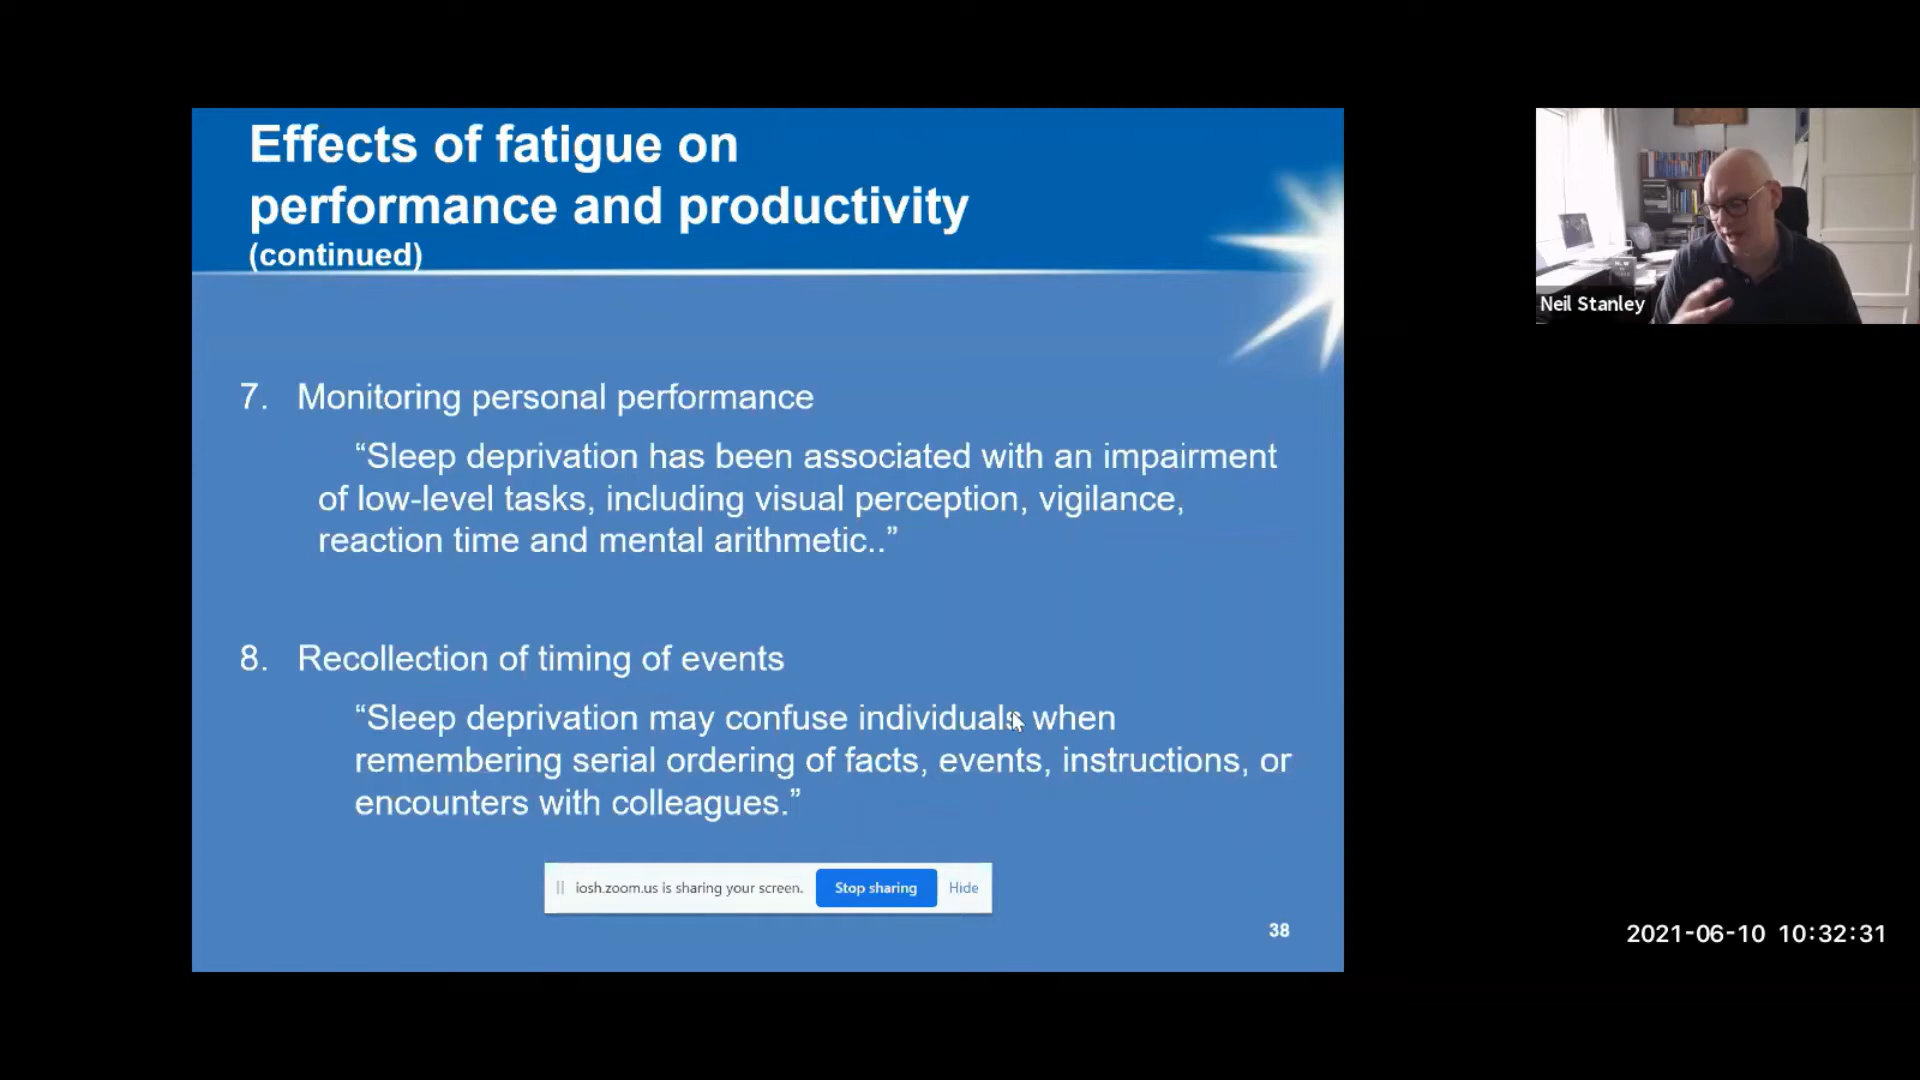 Effects of fatigue on
performance and productivity
(continued)
7. Monitoring personal performance
“Sleep deprivation has been associated with an impairment
of low-level tasks, including visual perception, vigilance,
reaction time and mental arithmetic..”
8. Recollection of timing of events
“Sleep deprivation may confuse individuals when
remembering serial ordering of facts, events, instructions, or
encounters with colleagues.”
iosh.zoom.us is sharing your screen. Stop sharing Hide
38
Neil Stanley
2021-06-10 10:32:31